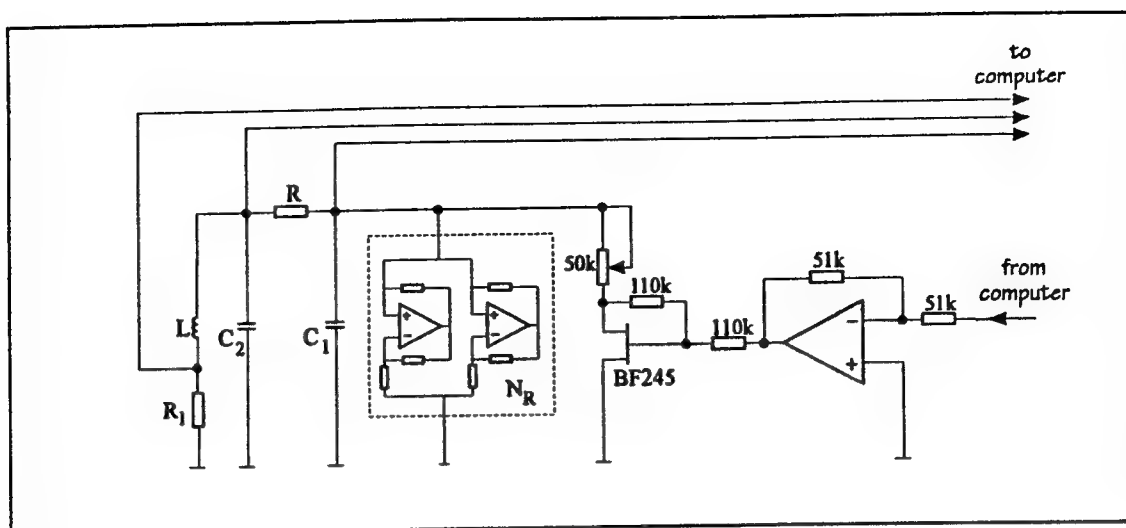 to
computer
R
50k
110k
51k
from
computer
51k
L
C2
C1
110k
R1
NR
BF245